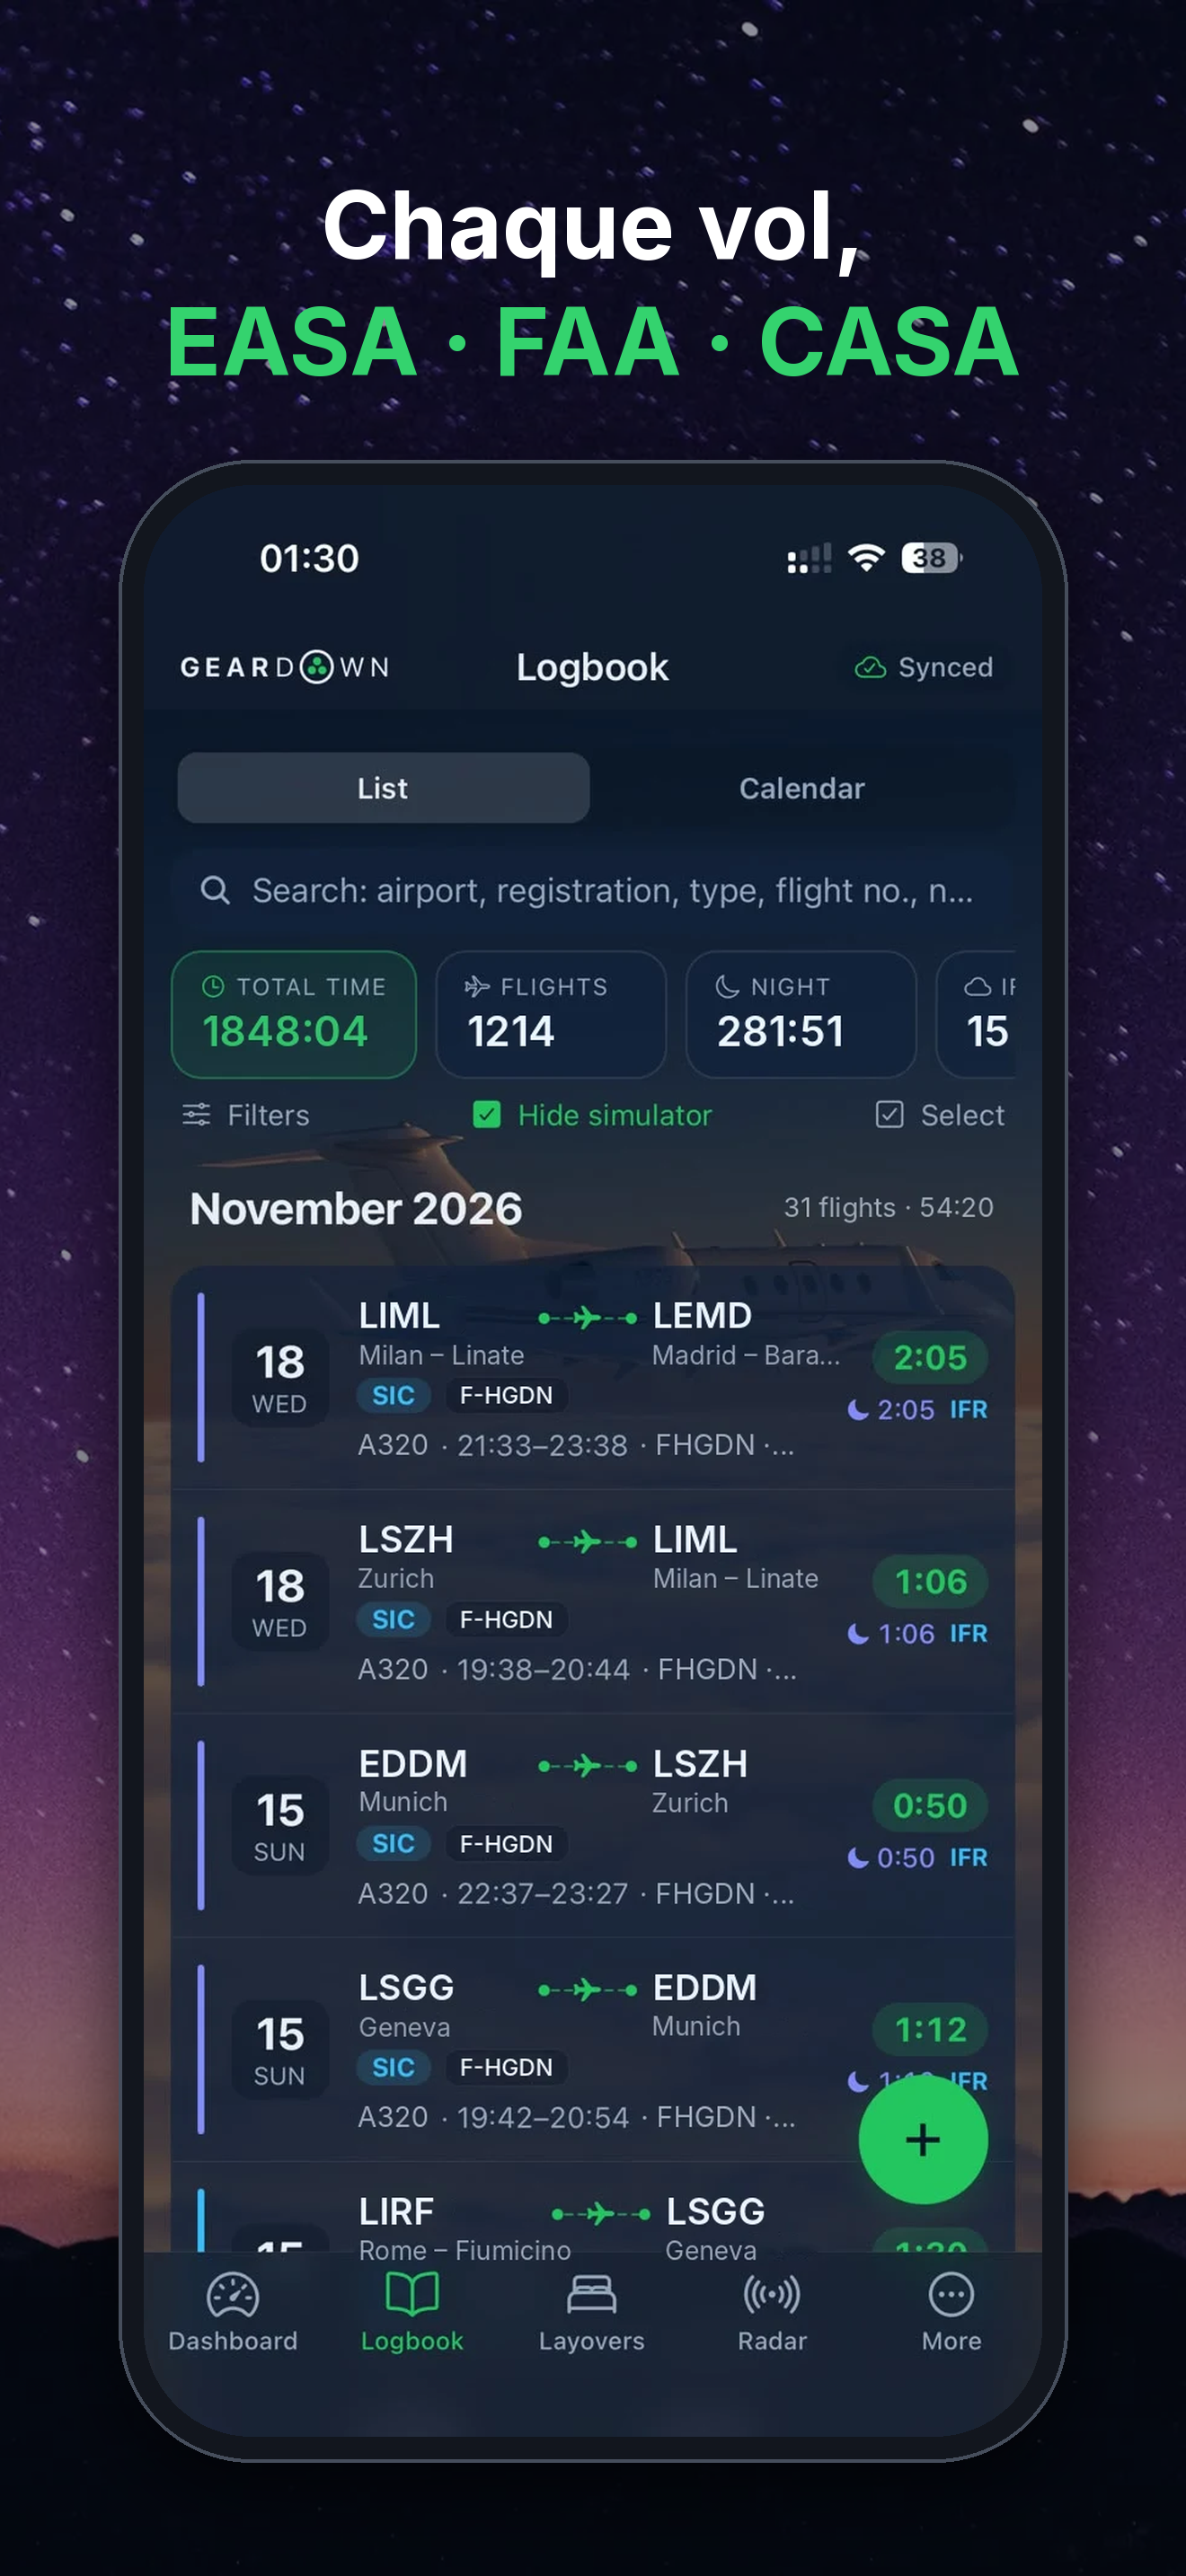 Chaque vol,
EASA · FAA · CASA
01:30
38
GEARDOWN
Logbook
Synced
List
Calendar
Search: airport, registration, type, flight no., n...
TOTAL TIME
1848:04
FLIGHTS
1214
NIGHT
281:51
15
Filters
Hide simulator
Select
November 2026
31 flights · 54:20
18
WED
LIML
LEMD
Milan – Linate
Madrid – Bara...
SIC
F-HGDN
A320 · 21:33–23:38 · FHGDN ·...
2:05
2:05 IFR
18
WED
LSZH
LIML
Zurich
Milan – Linate
SIC
F-HGDN
A320 · 19:38–20:44 · FHGDN ·...
1:06
1:06 IFR
15
SUN
EDDM
LSZH
Munich
Zurich
SIC
F-HGDN
A320 · 22:37–23:27 · FHGDN ·...
0:50
0:50 IFR
15
SUN
LSGG
EDDM
Geneva
Munich
SIC
F-HGDN
A320 · 19:42–20:54 · FHGDN ·...
1:12
IFR
LIRF
LSGG
Rome – Fiumicino
Geneva
Dashboard
Logbook
Layovers
Radar
More